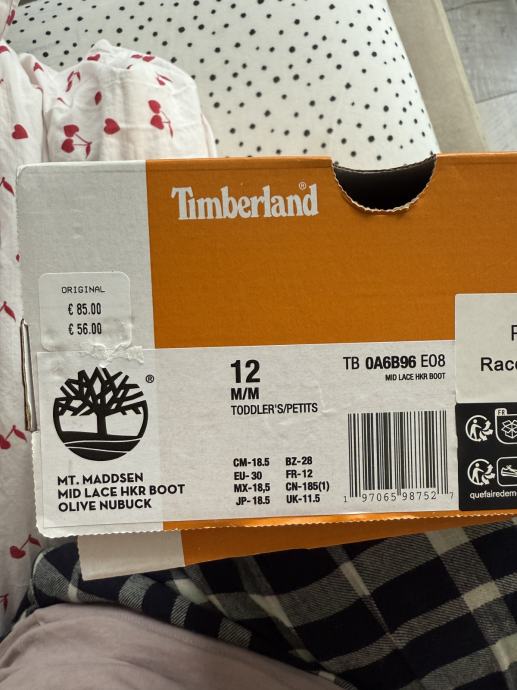 Timberland®
ORIGINAL
€ 85.00
€ 56.00
®
12
M/M
TODDLER'S/PETITS
TB 0A6B96 E08
MID LACE HKR BOOT
CM-18.5 BZ-28
EU-30 FR-12
MX-18,5 CN-185(1)
JP-18.5 UK-11.5
1 97065 98752 7
MT. MADDSEN
MID LACE HKR BOOT
OLIVE NUBUCK
FR